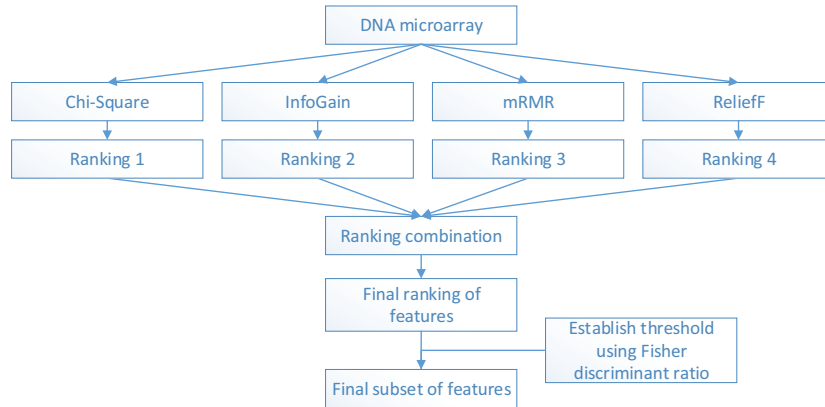 DNA microarray
Chi-Square
InfoGain
mRMR
ReliefF
Ranking 1
Ranking 2
Ranking 3
Ranking 4
Ranking combination
Final ranking of
features
Establish threshold
using Fisher
discriminant ratio
Final subset of features